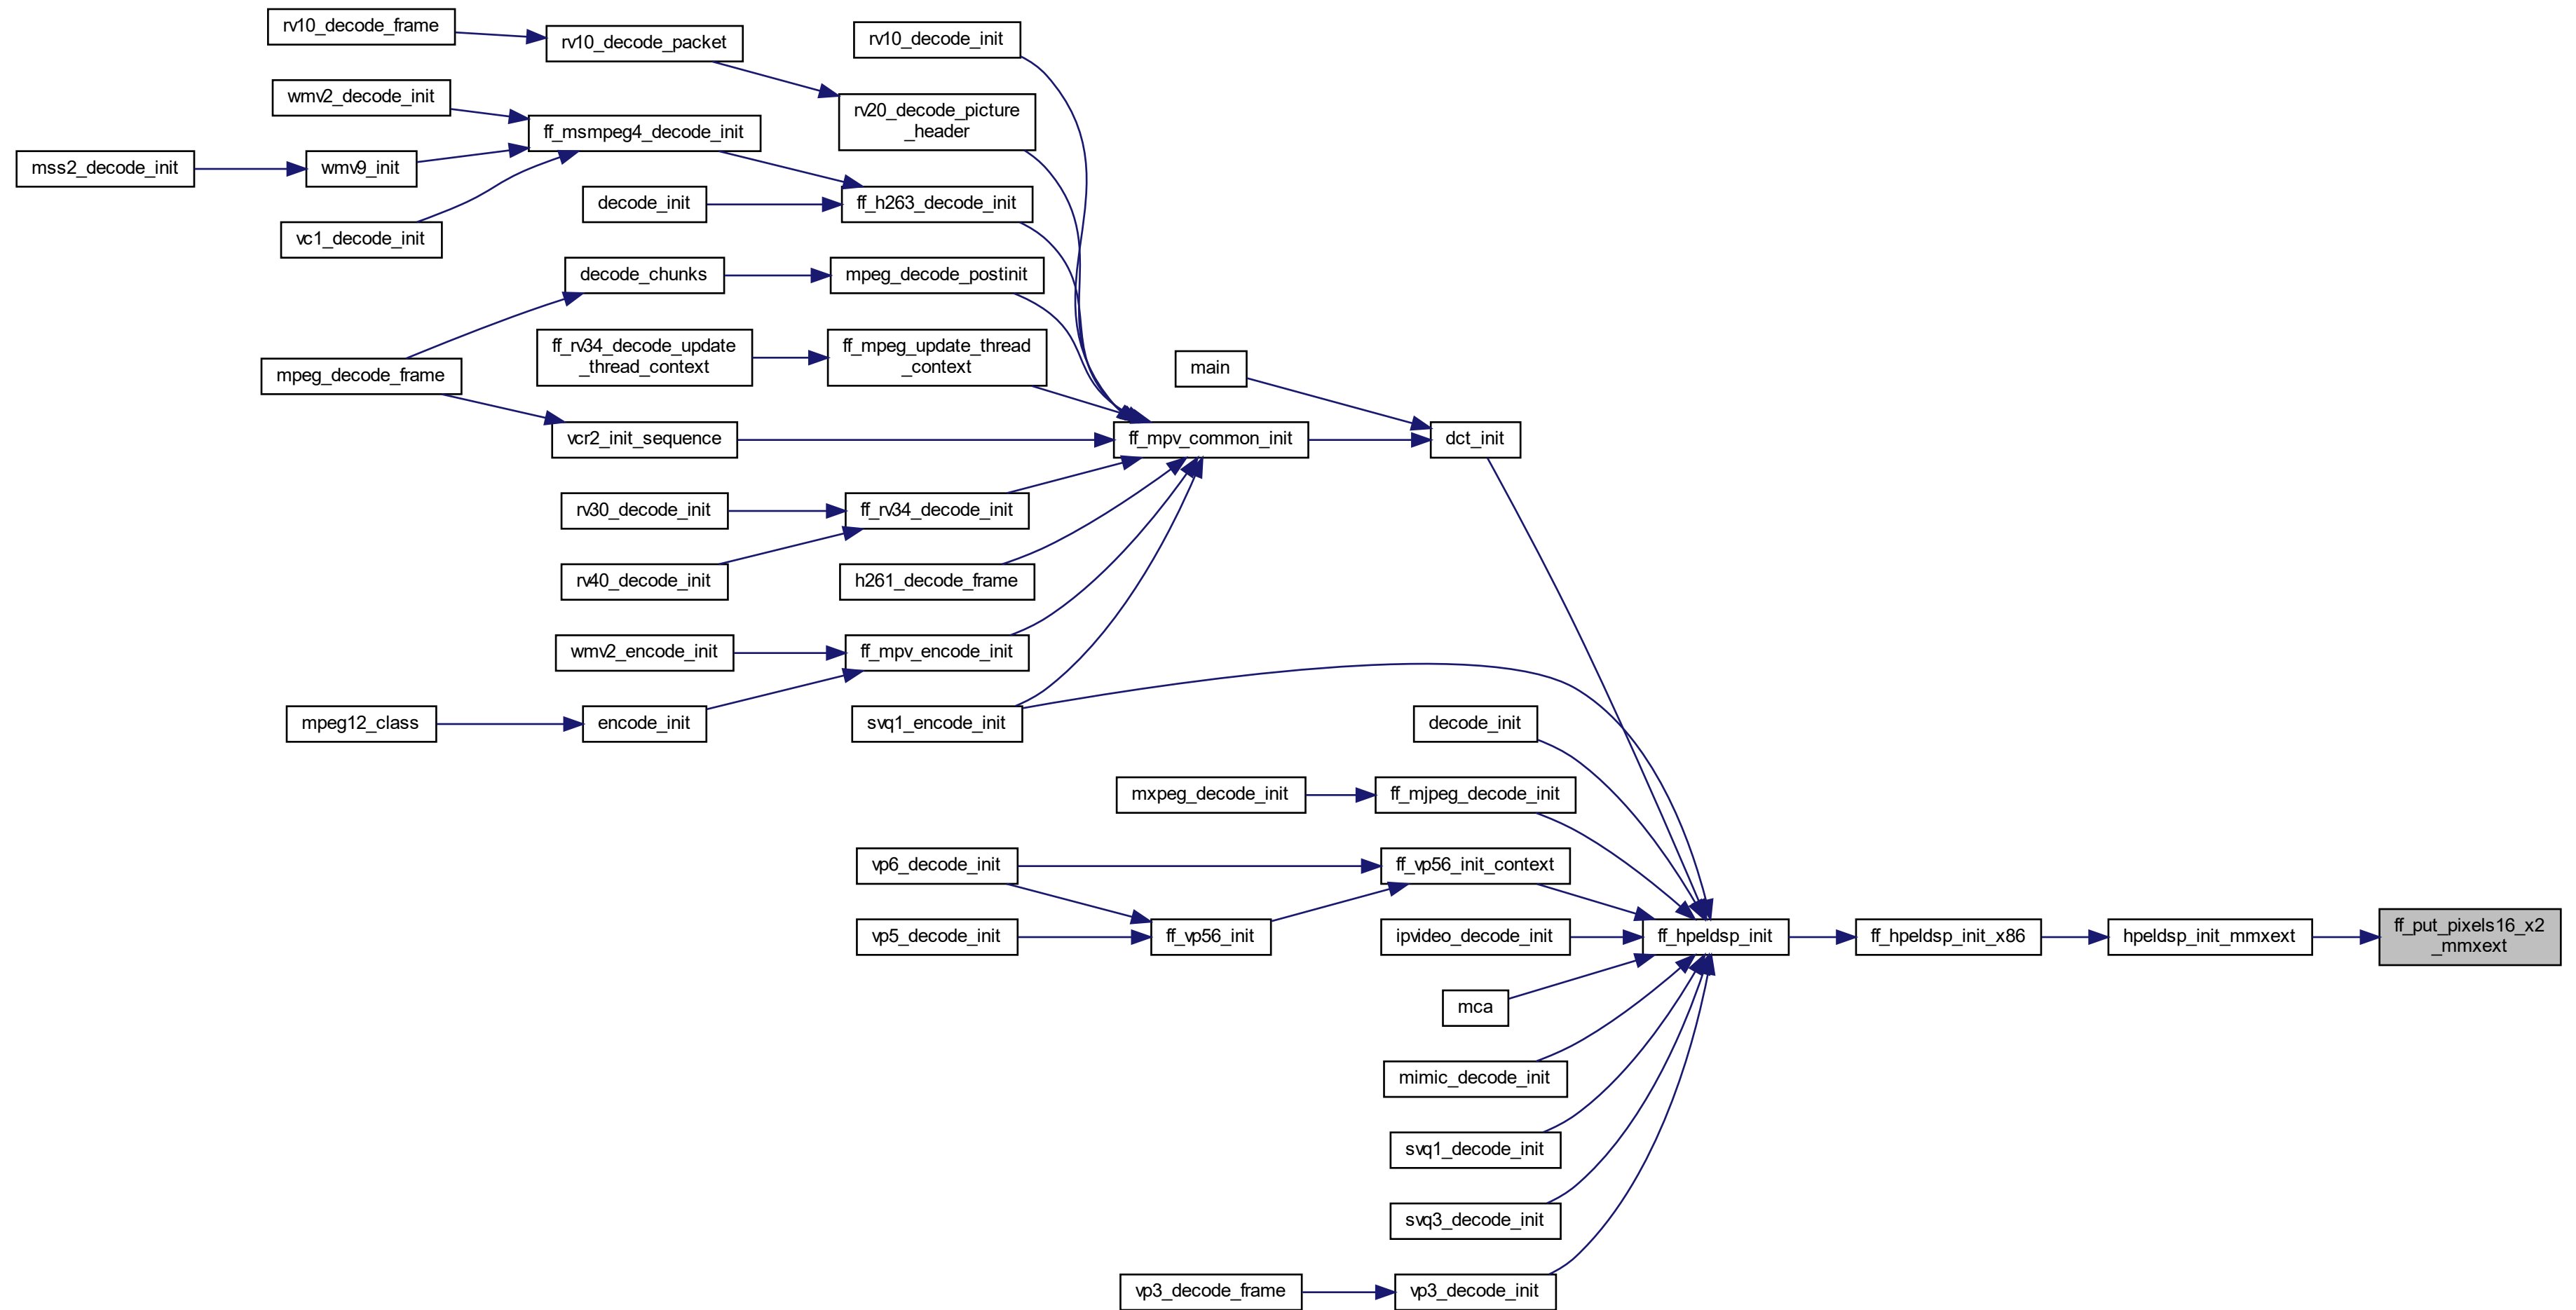 rv10_decode_frame
rv10_decode_packet
rv10_decode_init
wmv2_decode_init
rv20_decode_picture
_header
ff_msmpeg4_decode_init
mss2_decode_init
wmv9_init
decode_init
ff_h263_decode_init
vc1_decode_init
decode_chunks
mpeg_decode_postinit
ff_rv34_decode_update
_thread_context
ff_mpeg_update_thread
_context
main
mpeg_decode_frame
vcr2_init_sequence
ff_mpv_common_init
dct_init
rv30_decode_init
ff_rv34_decode_init
rv40_decode_init
h261_decode_frame
wmv2_encode_init
ff_mpv_encode_init
mpeg12_class
encode_init
svq1_encode_init
decode_init
mxpeg_decode_init
ff_mjpeg_decode_init
vp6_decode_init
ff_vp56_init_context
vp5_decode_init
ff_vp56_init
ipvideo_decode_init
ff_hpeldsp_init
ff_hpeldsp_init_x86
hpeldsp_init_mmxext
ff_put_pixels16_x2
_mmxext
mca
mimic_decode_init
svq1_decode_init
svq3_decode_init
vp3_decode_frame
vp3_decode_init